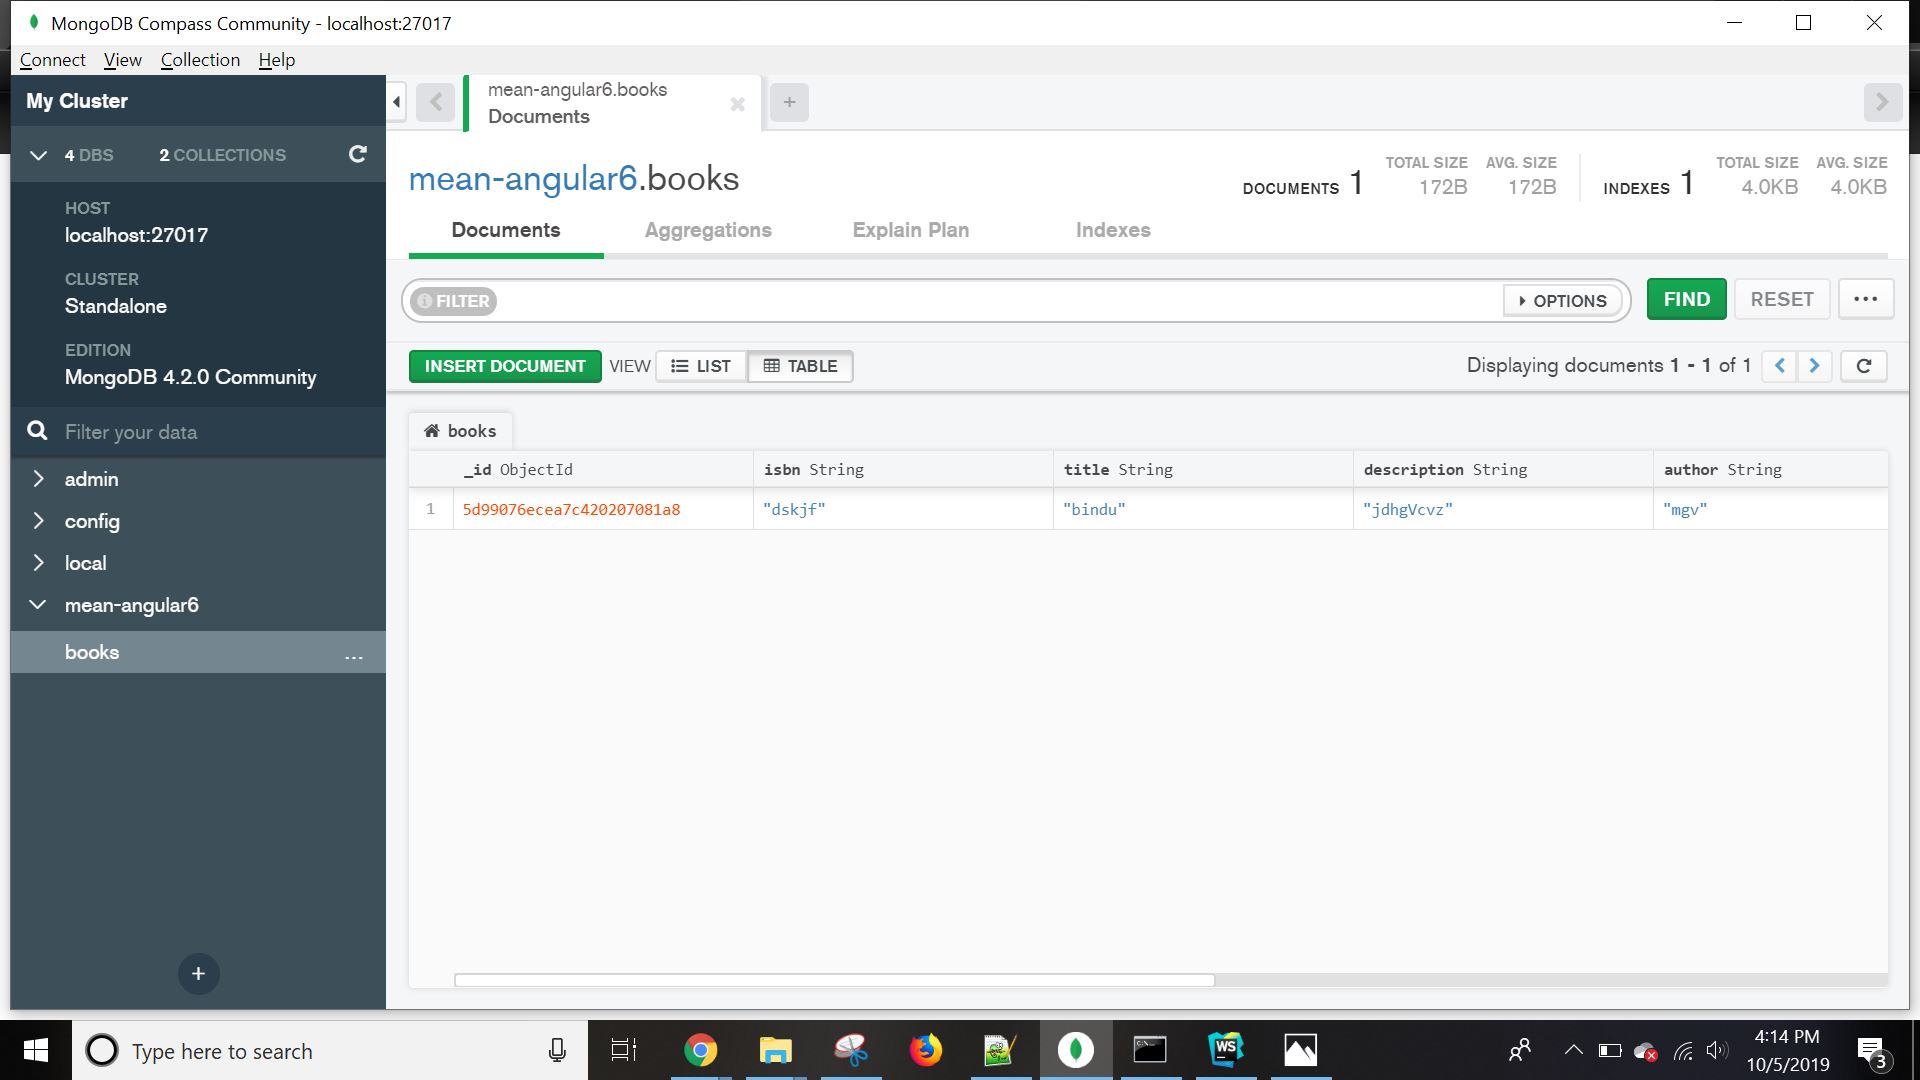 MongoDB Compass Community - localhost:27017
Connect View Collection Help
My Cluster
4 DBS 2 COLLECTIONS
HOST
localhost:27017
CLUSTER
Standalone
EDITION
MongoDB 4.2.0 Community
Filter your data
admin
config
local
mean-angular6
books ...
+
mean-angular6.books
Documents
+
mean-angular6.books
DOCUMENTS 1
TOTAL SIZE AVG. SIZE
172B 172B
INDEXES 1
TOTAL SIZE AVG. SIZE
4.0KB 4.0KB
Documents Aggregations Explain Plan Indexes
FILTER
OPTIONS
FIND RESET ...
INSERT DOCUMENT VIEW LIST TABLE
Displaying documents 1 - 1 of 1
books
_id ObjectId isbn String title String description String author String
1 5d99076ecea7c420207081a8 "dskjf" "bindu" "jdhgVcvz" "mgv"
Type here to search
WS
4:14 PM
10/5/2019
3